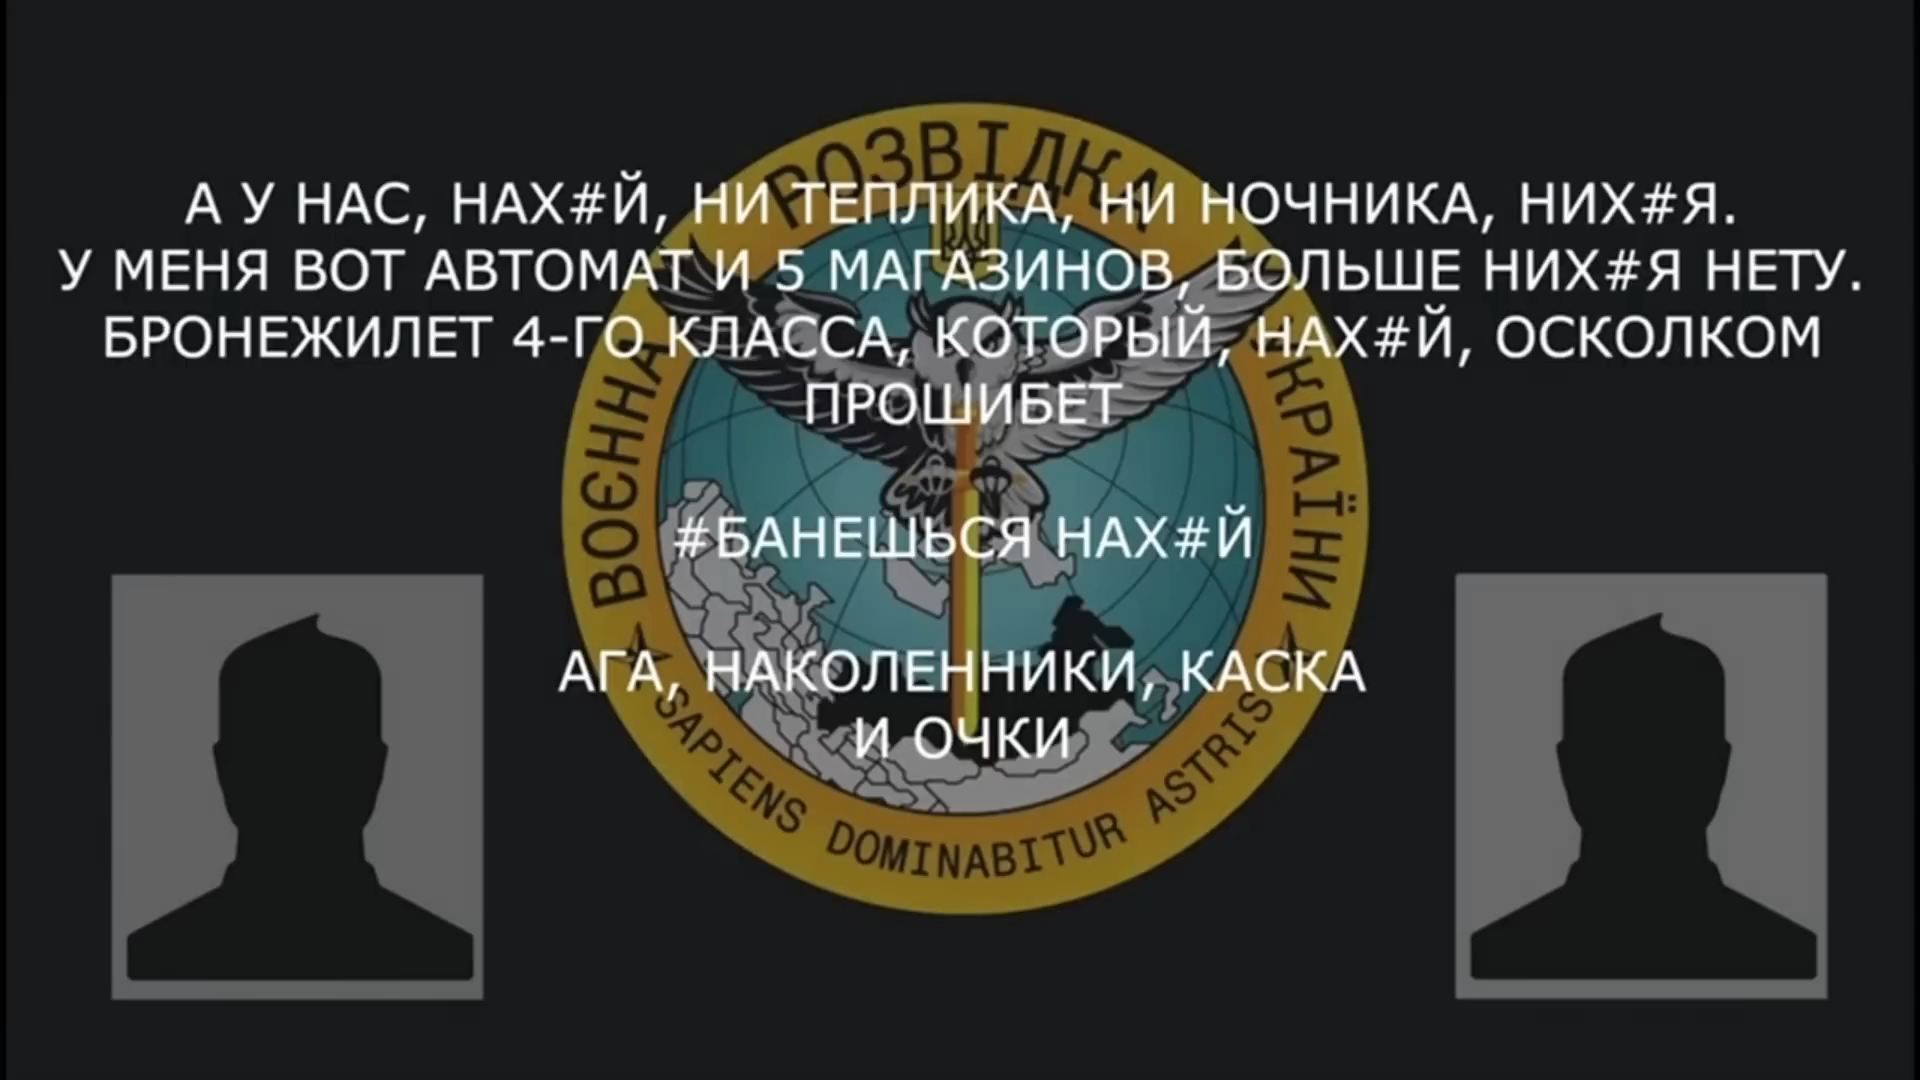 ВОЄННА РОЗВІДКА УКРАЇНИ
А У НАС, НАХ#Й, НИ ТЕПЛИКА, НИ НОЧНИКА, НИХ#Я.
У МЕНЯ ВОТ АВТОМАТ И 5 МАГАЗИНОВ, БОЛЬШЕ НИХ#Я НЕТУ.
БРОНЕЖИЛЕТ 4-ГО КЛАССА, КОТОРЫЙ, НАХ#Й, ОСКОЛКОМ
ПРОШИБЕТ
#БАНЕШЬСЯ НАХ#Й
АГА, НАКОЛЕННИКИ, КАСКА
И ОЧКИ
SAPIENS DOMINABITUR ASTRIS